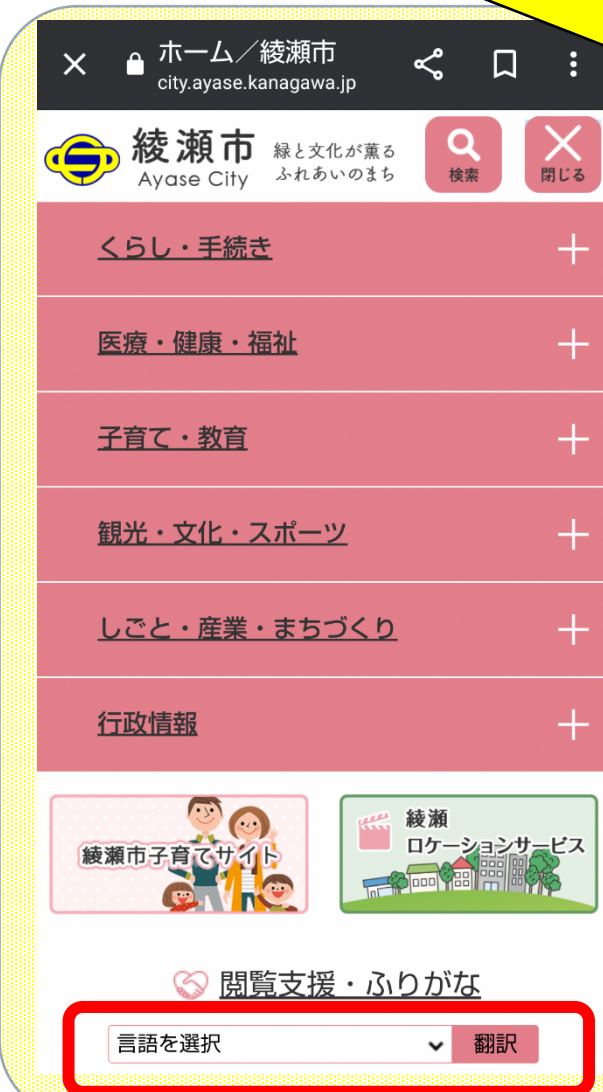 ホーム／綾瀬市
city.ayase.kanagawa.jp
綾瀬市
Ayase City
緑と文化が薫る
ふれあいのまち
検索
閉じる
くらし・手続き
医療・健康・福祉
子育て・教育
観光・文化・スポーツ
しごと・産業・まちづくり
行政情報
綾瀬市子育てサイト
綾瀬
ロケーションサービス
閲覧支援・ふりがな
言語を選択
翻訳